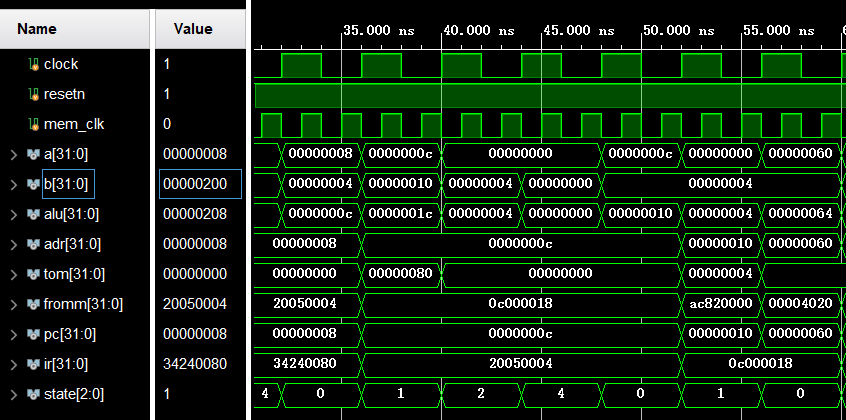 Name Value 35.000 ns 40.000 ns 45.000 ns 50.000 ns 55.000 ns
clock 1
resetn 1
mem_clk 0
a[31:0] 00000008 00000008 0000000c 00000000 0000000c 00000000 00000060
b[31:0] 00000200 00000004 00000010 00000004 00000000 00000004
alu[31:0] 00000208 0000000c 0000001c 00000004 00000000 00000010 00000004 00000064
adr[31:0] 00000008 00000008 0000000c 00000010 00000060
tom[31:0] 00000000 00000000 00000080 00000000 00000004
fromm[31:0] 20050004 20050004 0c000018 ac820000 00004020
pc[31:0] 00000008 00000008 0000000c 00000010 00000060
ir[31:0] 34240080 34240080 20050004 0c000018
state[2:0] 1 4 0 1 2 4 0 1 0